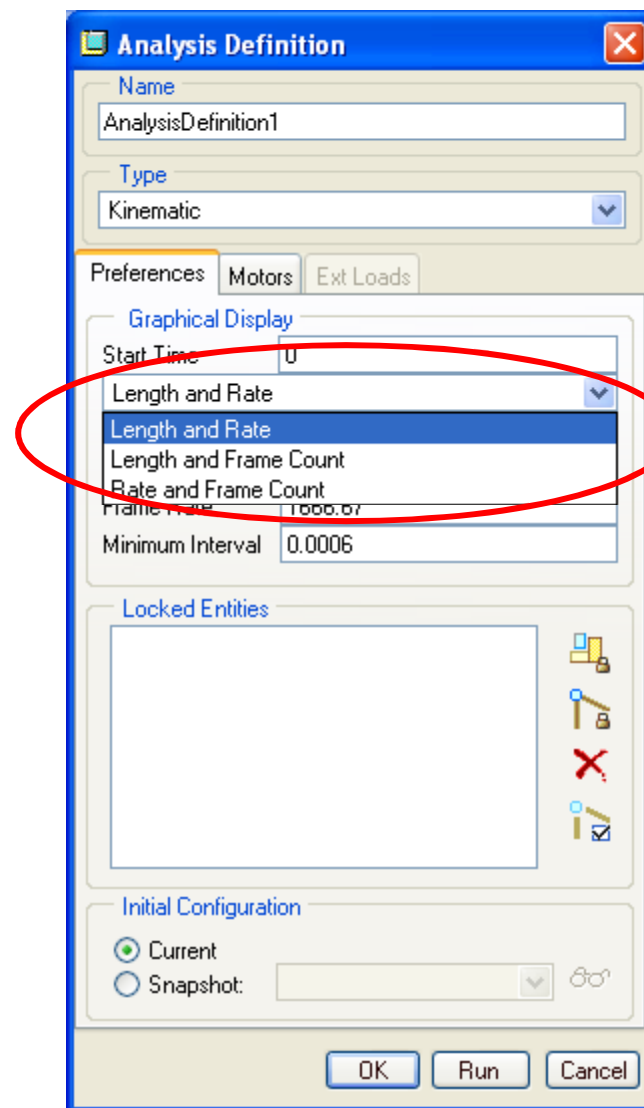 Analysis Definition
Name
AnalysisDefinition1
Type
Kinematic
Preferences Motors Ext Loads
Graphical Display
Start Time 0
Length and Rate
Length and Rate
Length and Frame Count
Rate and Frame Count
Frame Rate 1666.67
Minimum Interval 0.0006
Locked Entities
Initial Configuration
Current
Snapshot:
OK Run Cancel